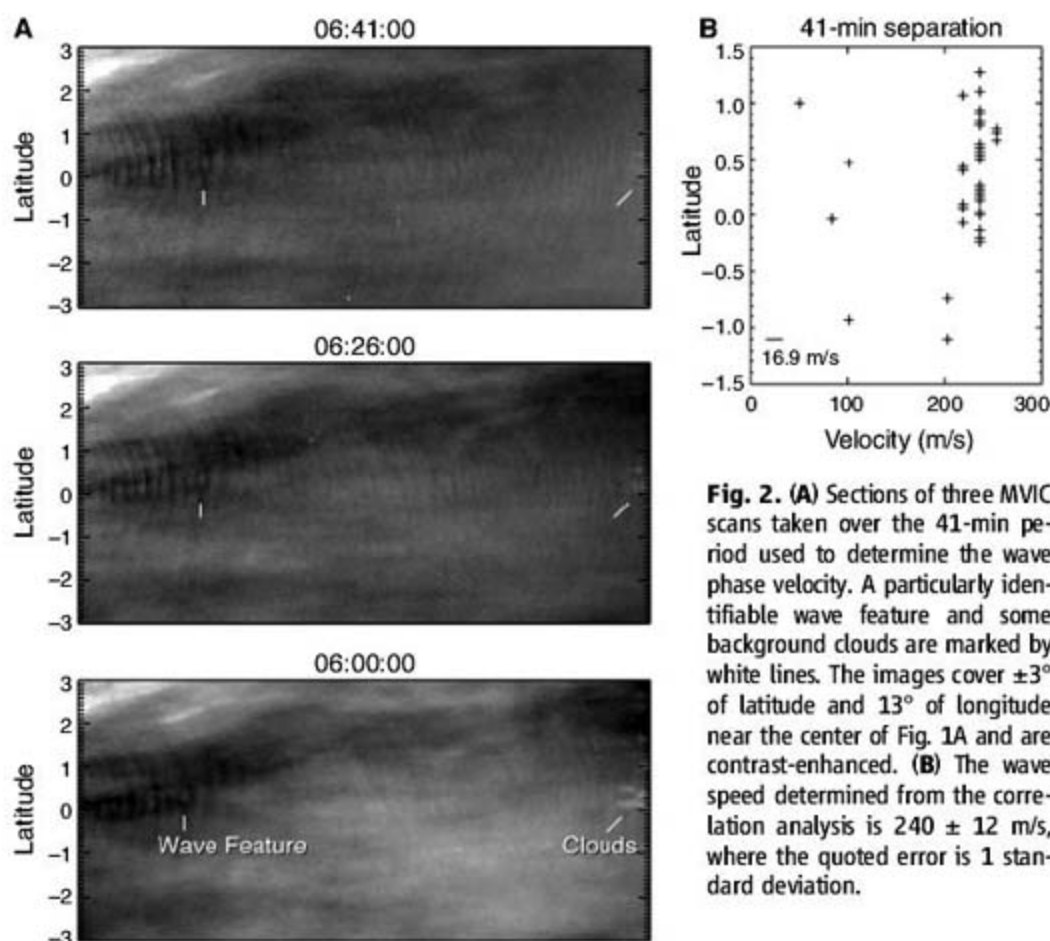 A
06:41:00
3
2
1
0
−1
−2
−3
Latitude
06:26:00
3
2
1
0
−1
−2
−3
Latitude
06:00:00
3
2
1
0
−1
−2
−3
Latitude
Wave Feature
Clouds
B
41-min separation
1.5
1.0
0.5
0.0
−0.5
−1.0
−1.5
Latitude
16.9 m/s
0
100
200
300
Velocity (m/s)
Fig. 2. (A) Sections of three MVIC
scans taken over the 41-min pe-
riod used to determine the wave
phase velocity. A particularly iden-
tifiable wave feature and some
background clouds are marked by
white lines. The images cover ±3°
of latitude and 13° of longitude
near the center of Fig. 1A and are
contrast-enhanced. (B) The wave
speed determined from the corre-
lation analysis is 240 ± 12 m/s,
where the quoted error is 1 stan-
dard deviation.